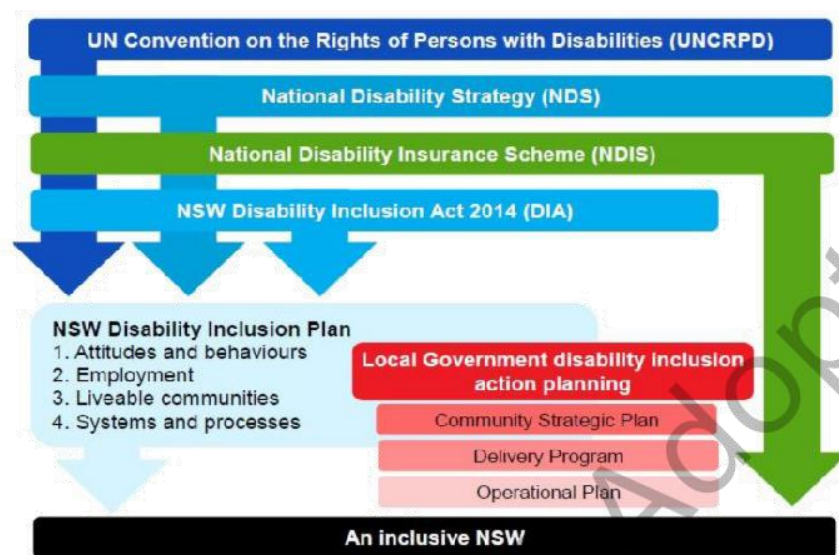 UN Convention on the Rights of Persons with Disabilities (UNCRPD)
National Disability Strategy (NDS)
National Disability Insurance Scheme (NDIS)
NSW Disability Inclusion Act 2014 (DIA)
NSW Disability Inclusion Plan
1. Attitudes and behaviours
2. Employment
3. Liveable communities
4. Systems and processes
Local Government disability inclusion
action planning
Community Strategic Plan
Delivery Program
Operational Plan
An inclusive NSW
Adopt